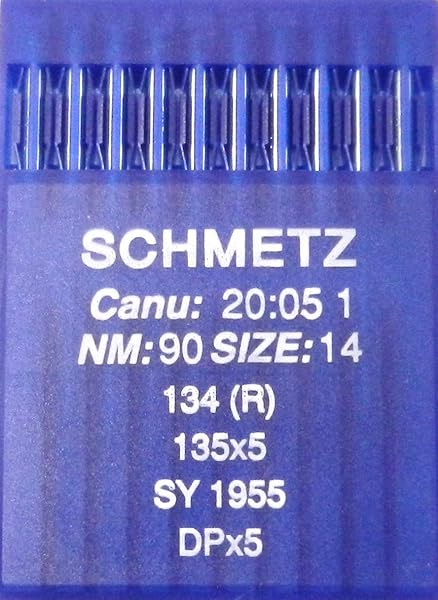 SCHMETZ
Canu: 20:05 1
NM: 90 SIZE: 14
134 (R)
135x5
SY 1955
DPx5